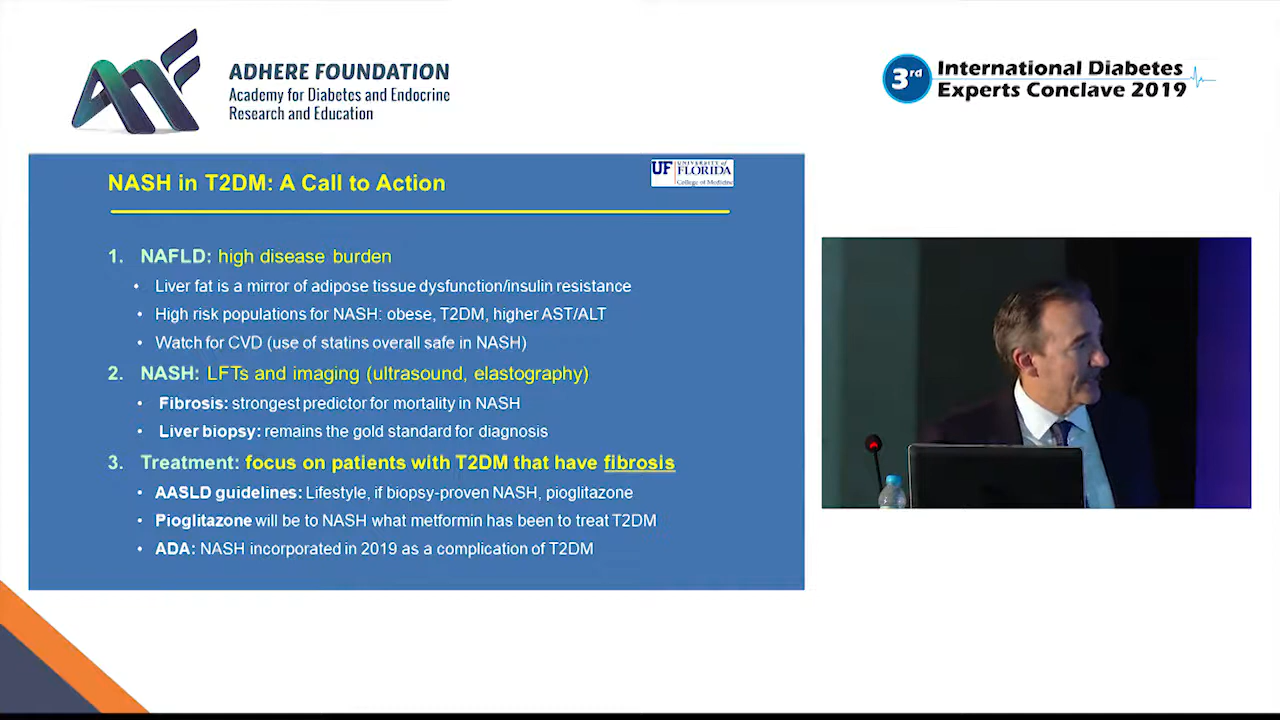 ADHERE FOUNDATION
Academy for Diabetes and Endocrine
Research and Education
3rd International Diabetes
Experts Conclave 2019
NASH in T2DM: A Call to Action
UF UNIVERSITY of
FLORIDA
College of Medicine
1. NAFLD: high disease burden
• Liver fat is a mirror of adipose tissue dysfunction/insulin resistance
• High risk populations for NASH: obese, T2DM, higher AST/ALT
• Watch for CVD (use of statins overall safe in NASH)
2. NASH: LFTs and imaging (ultrasound, elastography)
• Fibrosis: strongest predictor for mortality in NASH
• Liver biopsy: remains the gold standard for diagnosis
3. Treatment: focus on patients with T2DM that have fibrosis
• AASLD guidelines: Lifestyle, if biopsy-proven NASH, pioglitazone
• Pioglitazone will be to NASH what metformin has been to treat T2DM
• ADA: NASH incorporated in 2019 as a complication of T2DM